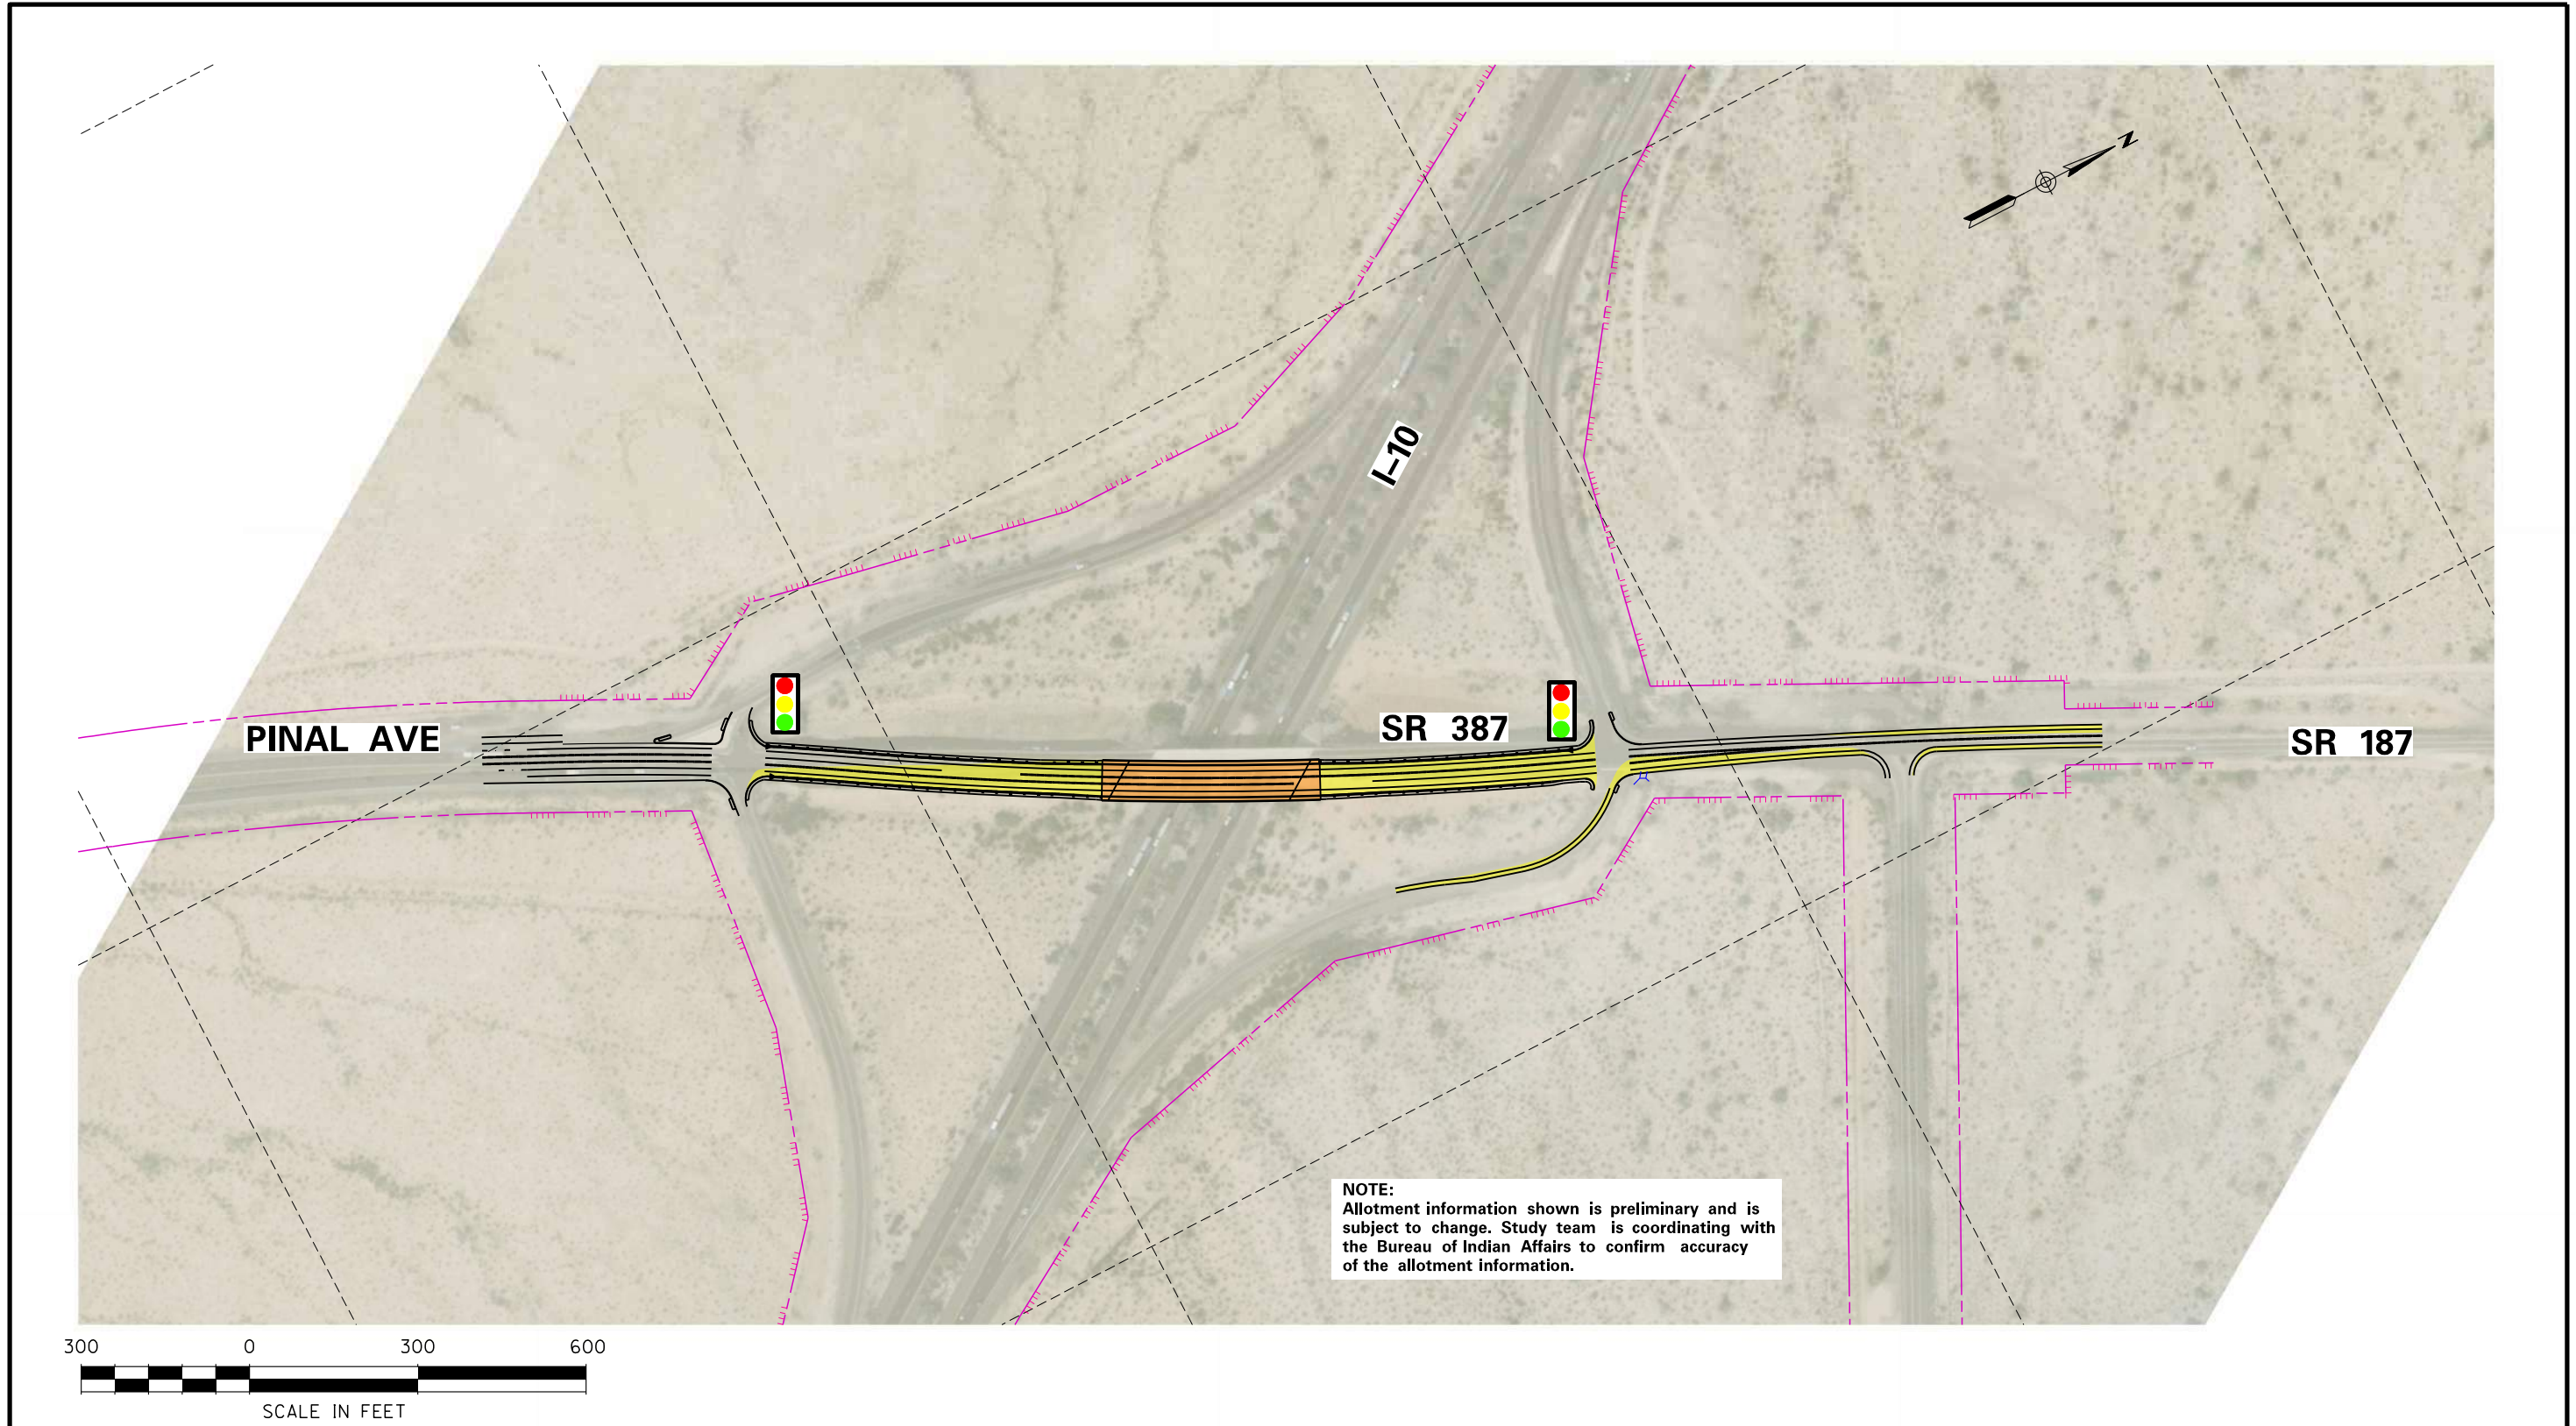 N
I-10
PINAL AVE
SR 387
SR 187
NOTE:
Allotment information shown is preliminary and is
subject to change. Study team is coordinating with
the Bureau of Indian Affairs to confirm accuracy
of the allotment information.
300 0 300 600
SCALE IN FEET